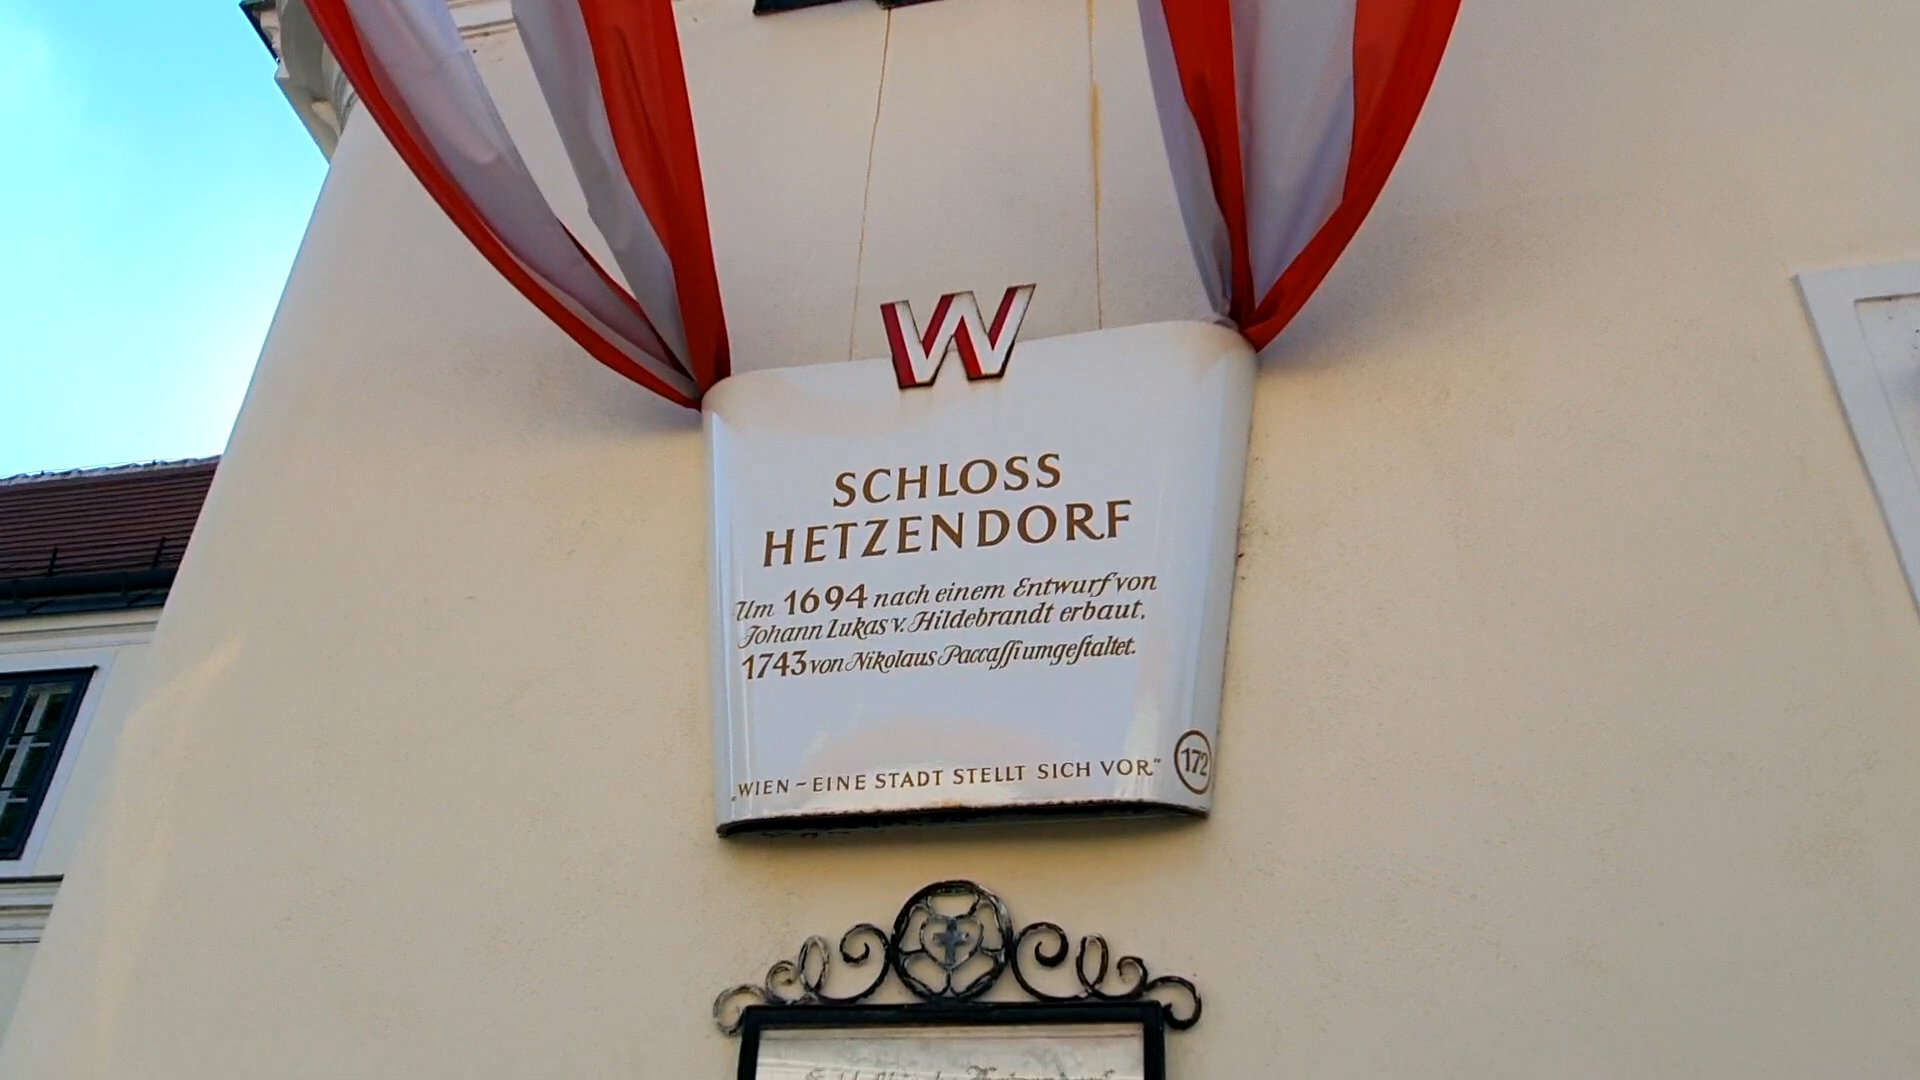 W
SCHLOSS
HETZENDORF
Um 1694 nach einem Entwurf von
Johann Lukas v. Hildebrandt erbaut,
1743 von Nikolaus Paccaſſi umgeſtaltet.
„WIEN – EINE STADT STELLT SICH VOR.“
172